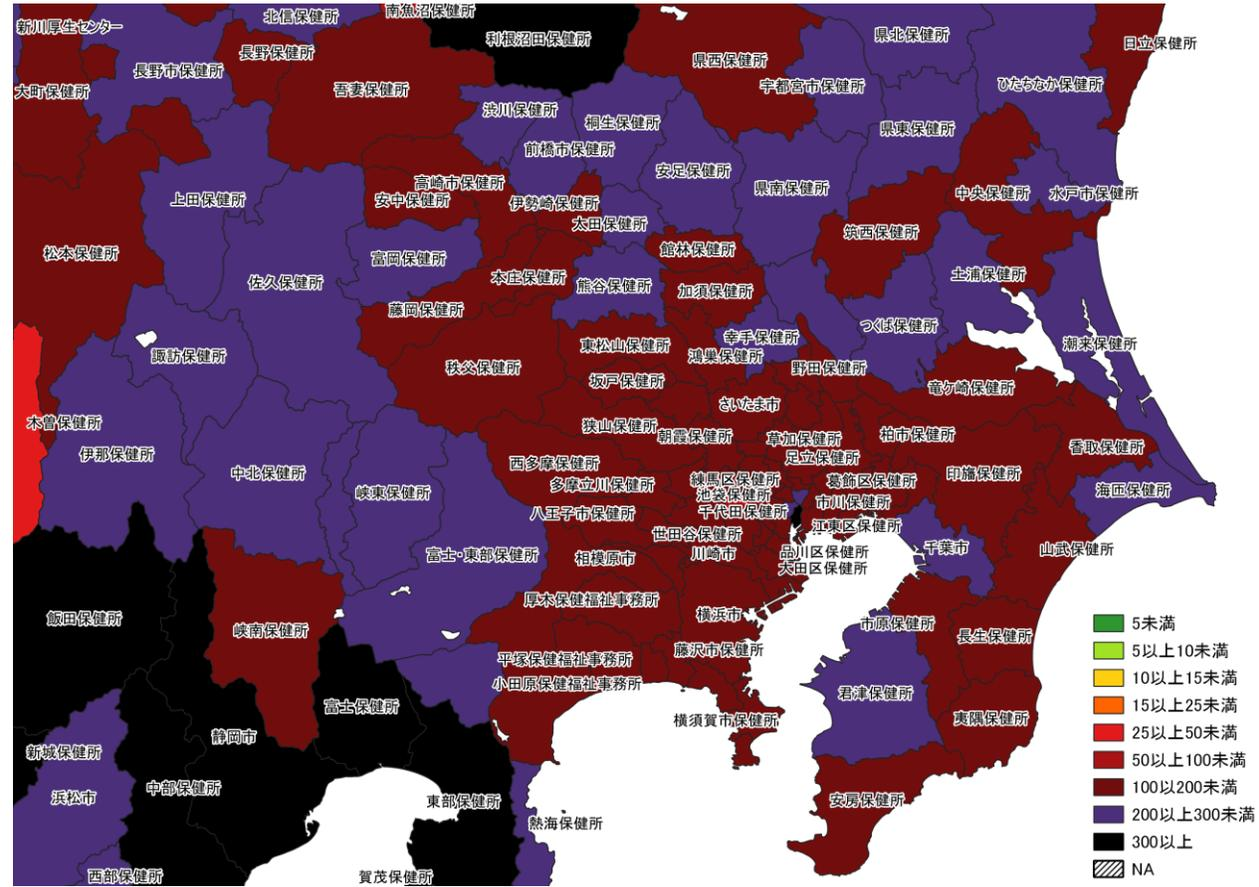 新川厚生センター
北信保健所
南魚沼保健所
利根沼田保健所
県北保健所
日立保健所
長野保健所
県西保健所
長野市保健所
大町保健所
吾妻保健所
宇都宮市保健所
ひたちなか保健所
渋川保健所
桐生保健所
県東保健所
前橋市保健所
安足保健所
県南保健所
高崎市保健所
安中保健所
上田保健所
伊勢崎保健所
中央保健所
水戸市保健所
太田保健所
筑西保健所
松本保健所
富岡保健所
館林保健所
本庄保健所
佐久保健所
熊谷保健所
加須保健所
土浦保健所
藤岡保健所
つくば保健所
幸手保健所
東松山保健所
鴻巣保健所
潮来保健所
諏訪保健所
秩父保健所
野田保健所
坂戸保健所
竜ケ崎保健所
さいたま市
木曽保健所
狭山保健所
朝霞保健所
草加保健所
柏市保健所
香取保健所
伊那保健所
足立保健所
西多摩保健所
中北保健所
練馬区保健所
葛飾区保健所
印旛保健所
多摩立川保健所
峡東保健所
池袋保健所
海匝保健所
市川保健所
千代田保健所
八王子市保健所
江東区保健所
世田谷保健所
富士・東部保健所
相模原市
川崎市
品川区保健所
千葉市
山武保健所
大田区保健所
厚木保健福祉事務所
横浜市
飯田保健所
峡南保健所
市原保健所
長生保健所
藤沢市保健所
平塚保健福祉事務所
小田原保健福祉事務所
君津保健所
富士保健所
横須賀市保健所
夷隅保健所
静岡市
新城保健所
中部保健所
浜松市
東部保健所
安房保健所
熱海保健所
西部保健所
賀茂保健所
5未満
5以上10未満
10以上15未満
15以上25未満
25以上50未満
50以上100未満
100以200未満
200以上300未満
300以上
NA